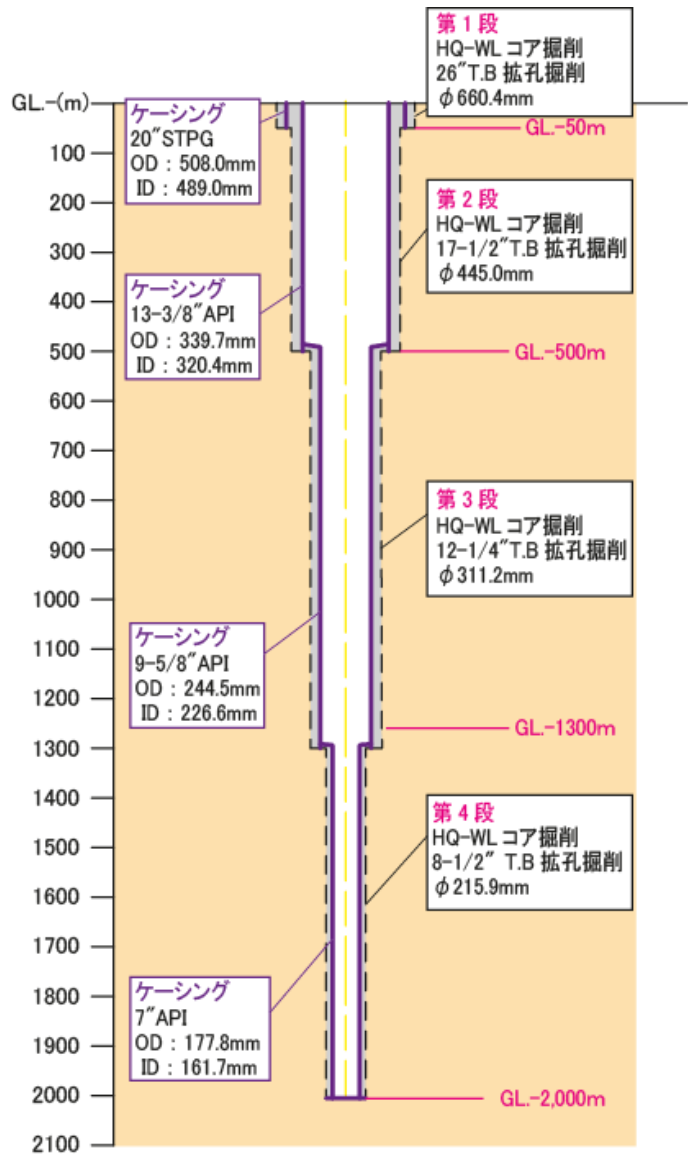 GL.-(m)
100
200
300
400
500
600
700
800
900
1000
1100
1200
1300
1400
1500
1600
1700
1800
1900
2000
2100
ケーシング
20″STPG
OD : 508.0mm
ID : 489.0mm
ケーシング
13-3/8″API
OD : 339.7mm
ID : 320.4mm
ケーシング
9-5/8″API
OD : 244.5mm
ID : 226.6mm
ケーシング
7″API
OD : 177.8mm
ID : 161.7mm
第1段
HQ-WL コア掘削
26″T.B 拡孔掘削
φ660.4mm
GL.-50m
第2段
HQ-WL コア掘削
17-1/2″T.B 拡孔掘削
φ445.0mm
GL.-500m
第3段
HQ-WL コア掘削
12-1/4″T.B 拡孔掘削
φ311.2mm
GL.-1300m
第4段
HQ-WL コア掘削
8-1/2″ T.B 拡孔掘削
φ215.9mm
GL.-2,000m